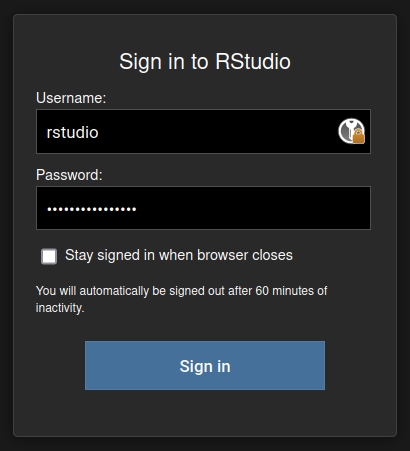 Sign in to RStudio
Username:
rstudio
Password:
••••••••••••••••
Stay signed in when browser closes
You will automatically be signed out after 60 minutes of
inactivity.
Sign in